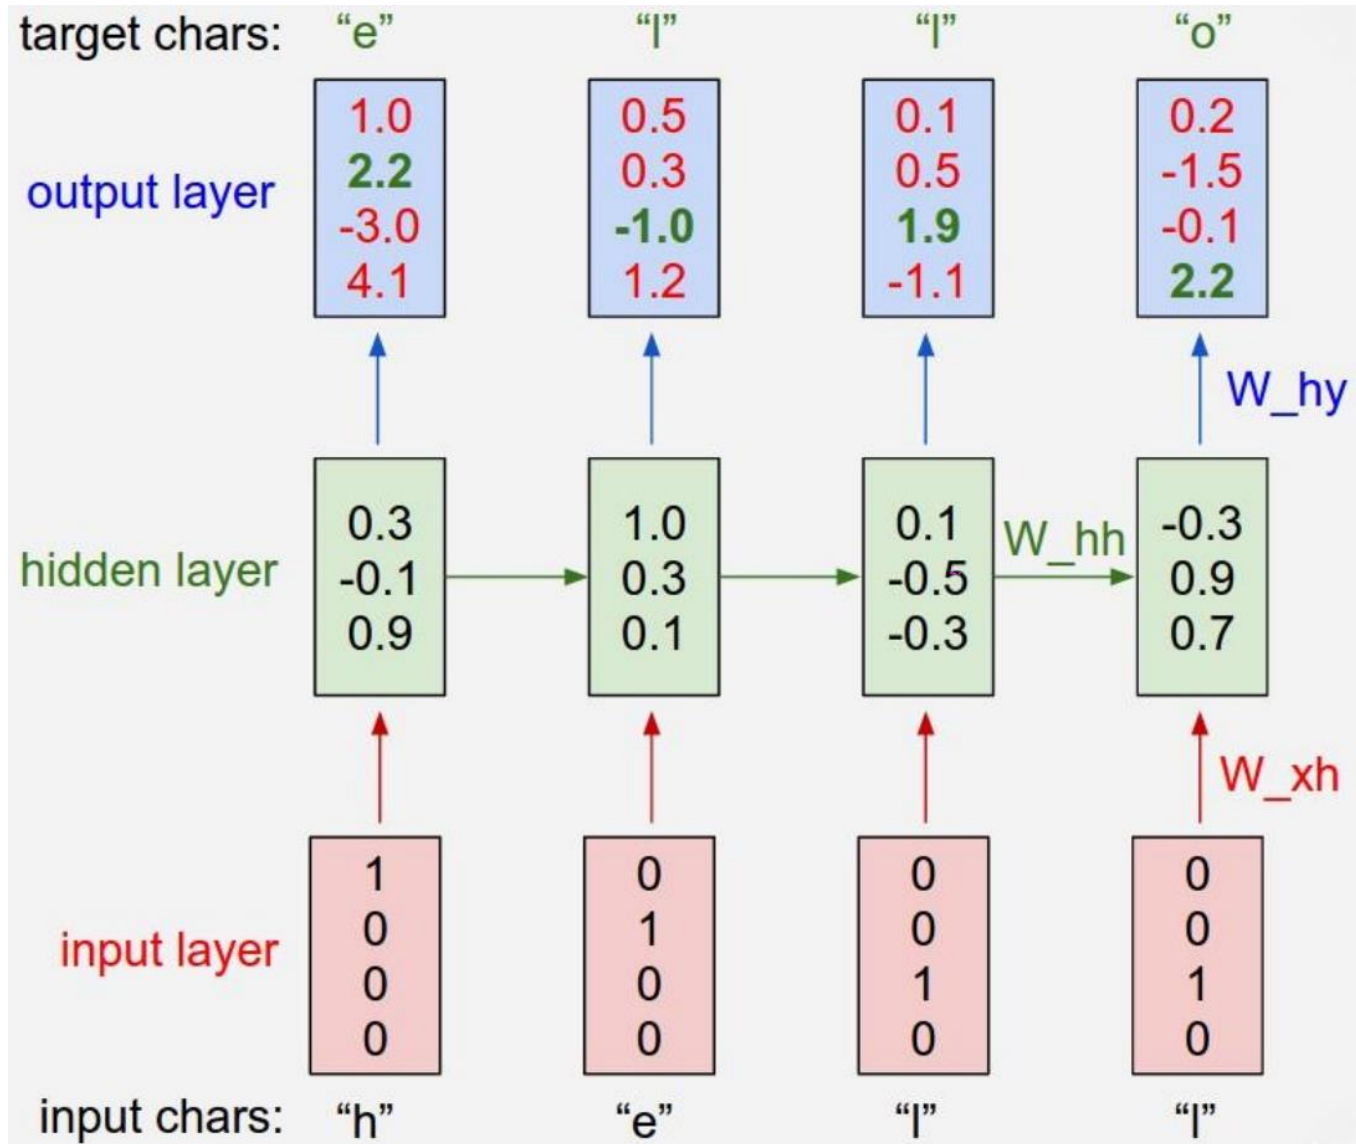 target chars: “e” “l” “l” “o”
1.0 0.5 0.1 0.2
2.2 0.3 0.5 -1.5
output layer
-3.0 -1.0 1.9 -0.1
4.1 1.2 -1.1 2.2
W_hy
0.3 1.0 0.1 W_hh -0.3
hidden layer -0.1 0.3 -0.5 0.9
0.9 0.1 -0.3 0.7
W_xh
1 0 0 0
0 1 0 0
input layer
0 0 1 1
0 0 0 0
input chars: “h” “e” “l” “l”